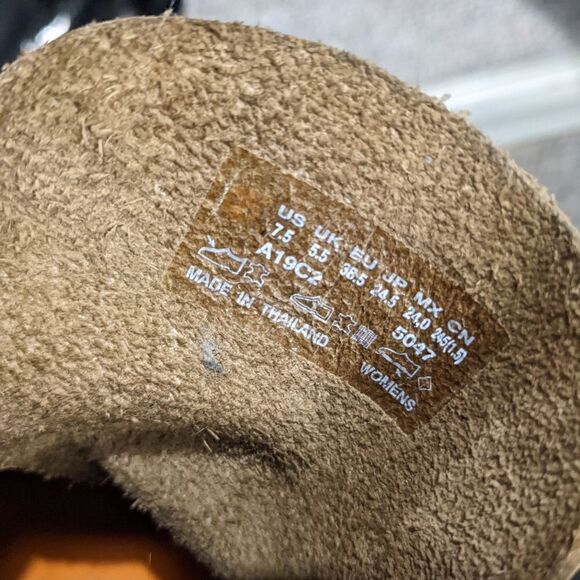 US UK EU JP MX CN
7.5 5.5 38.5 24.5 24.0 245(1.5)
A19C2 5047
MADE IN THAILAND
WOMENS